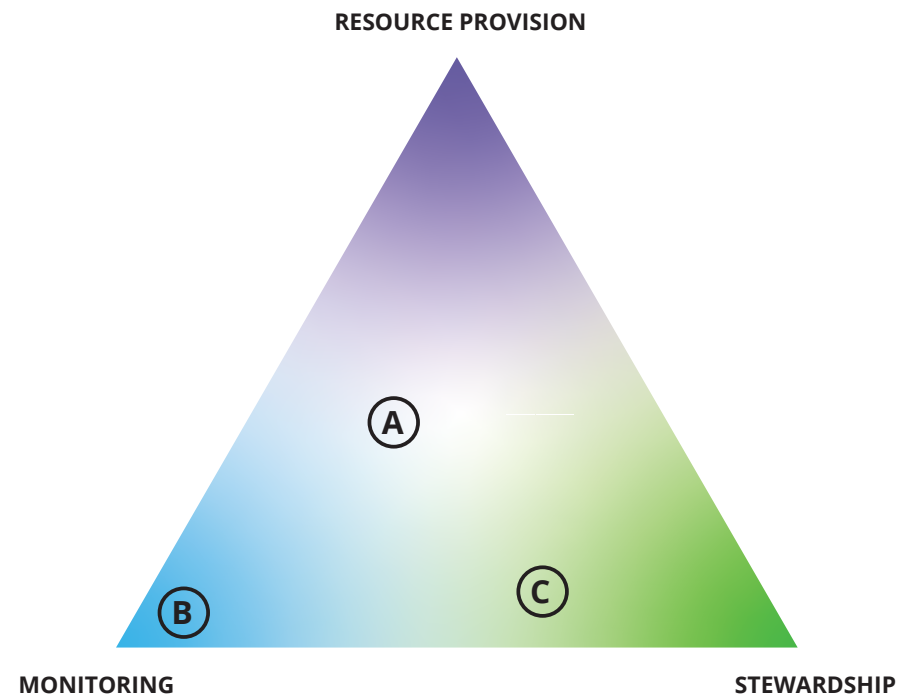 RESOURCE PROVISION
A
C
B
MONITORING
STEWARDSHIP